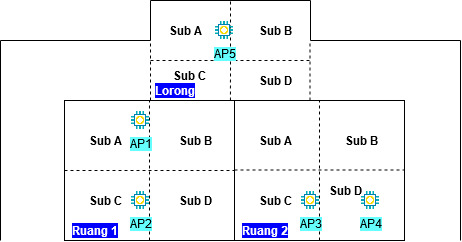 Sub A
Sub B
AP5
Sub C
Sub D
Lorong
Sub A
AP1
Sub B
Sub A
Sub B
Sub C
Sub D
Sub C
Sub D
Ruang 1
AP2
Ruang 2
AP3
AP4